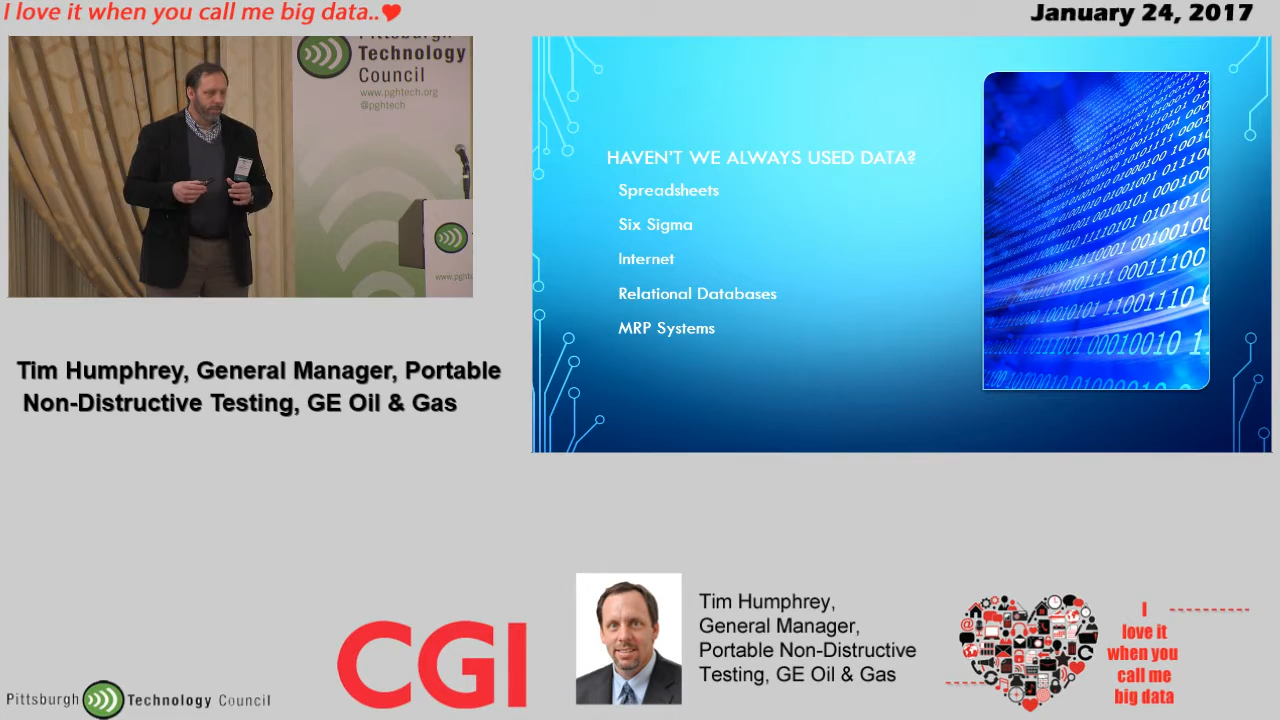 I love it when you call me big data..
January 24, 2017
Pittsburgh
Technology
Council
www.pghtech.org
@pghtech
HAVEN'T WE ALWAYS USED DATA?
Spreadsheets
Six Sigma
Internet
Relational Databases
MRP Systems
Tim Humphrey, General Manager, Portable
Non-Distructive Testing, GE Oil & Gas
CGI
Tim Humphrey,
General Manager,
Portable Non-Distructive
Testing, GE Oil & Gas
I
love it
when you
call me
big data
Pittsburgh Technology Council